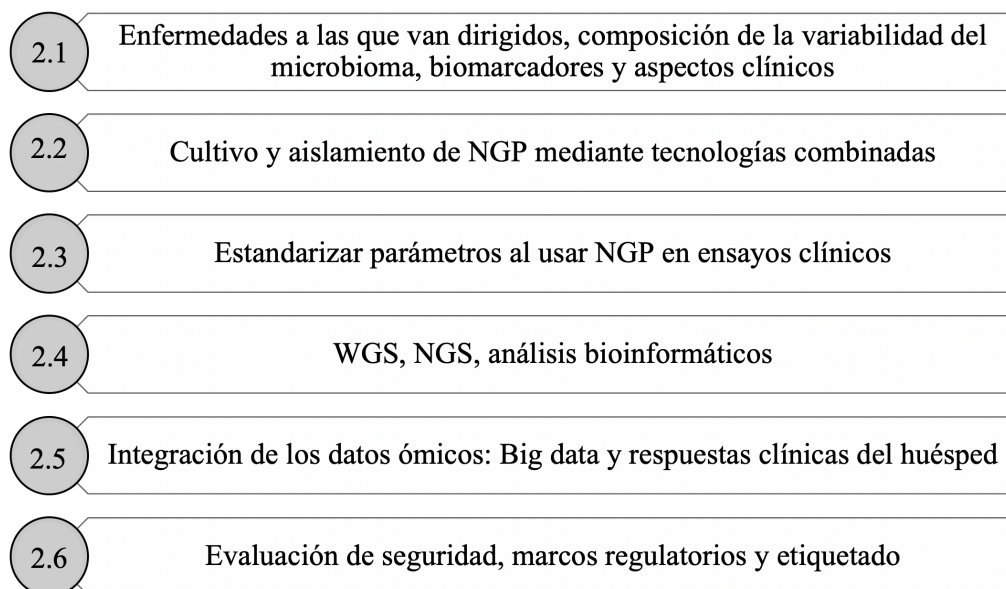 2.1
Enfermedades a las que van dirigidos, composición de la variabilidad del
microbioma, biomarcadores y aspectos clínicos
2.2
Cultivo y aislamiento de NGP mediante tecnologías combinadas
2.3
Estandarizar parámetros al usar NGP en ensayos clínicos
2.4
WGS, NGS, análisis bioinformáticos
2.5
Integración de los datos ómicos: Big data y respuestas clínicas del huésped
2.6
Evaluación de seguridad, marcos regulatorios y etiquetado